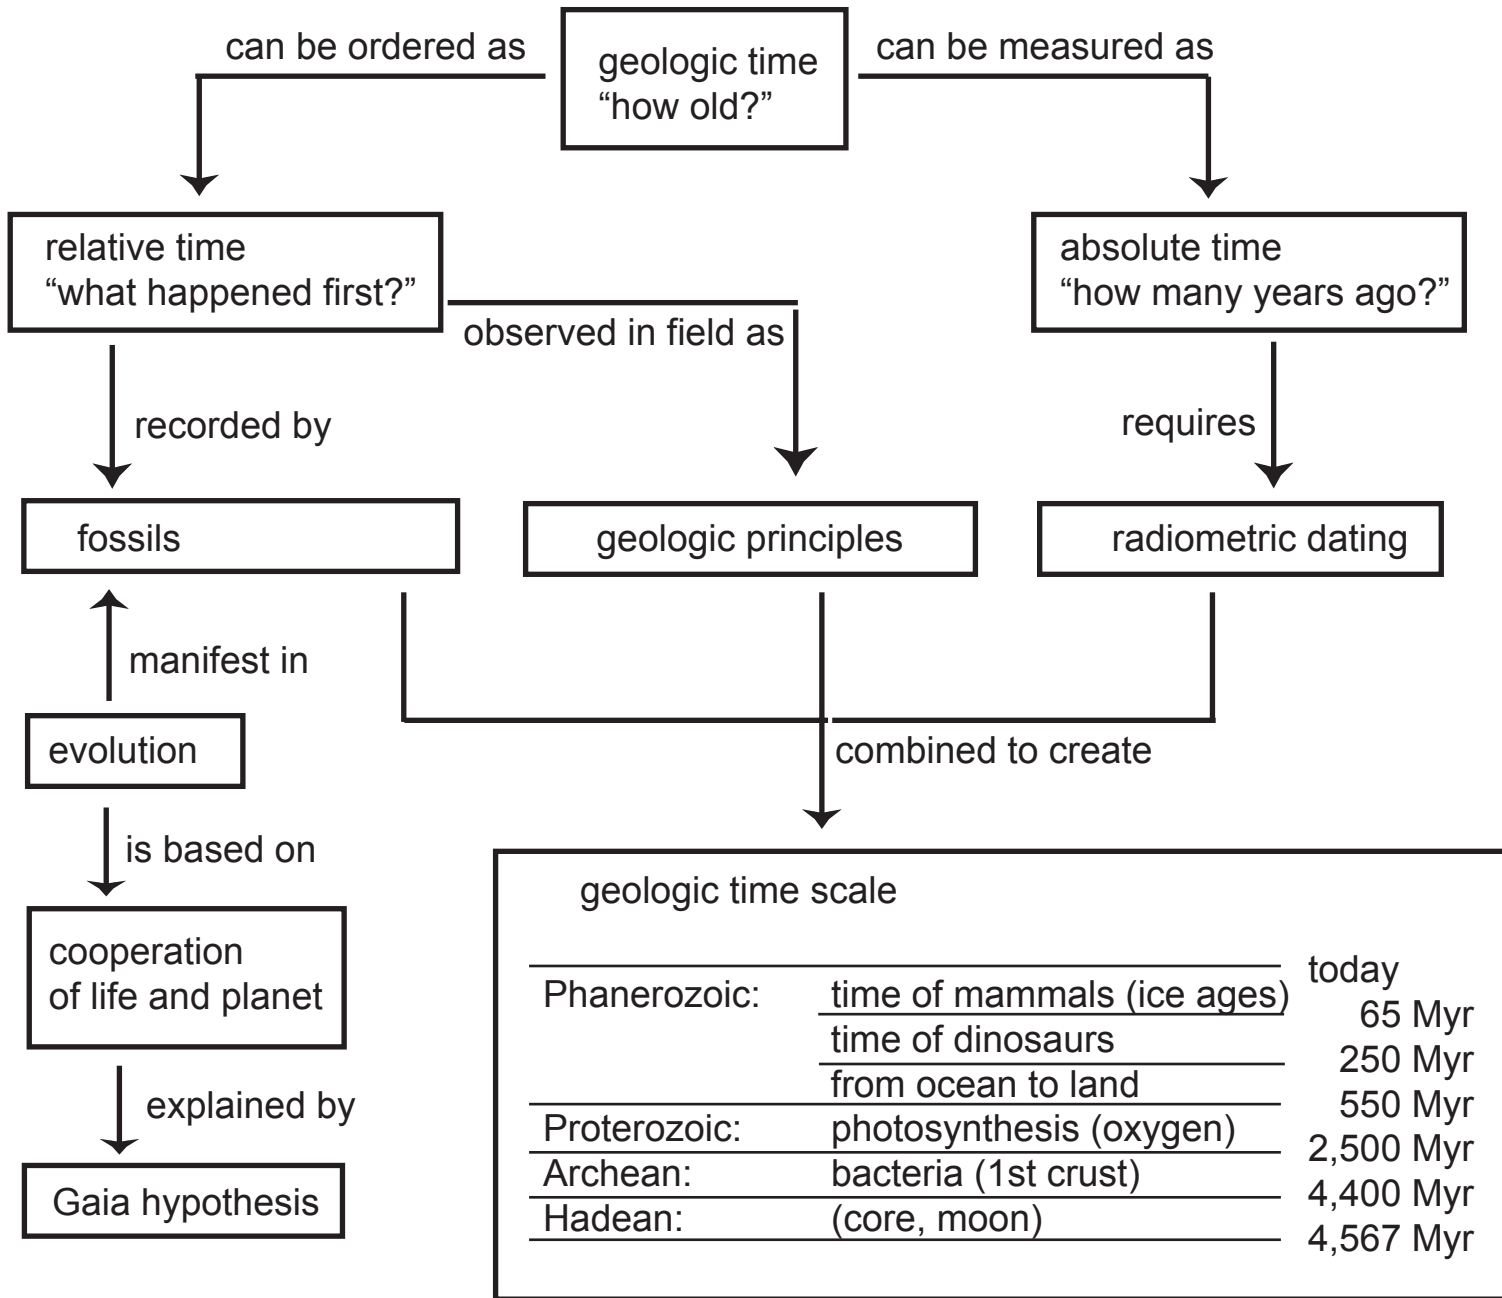 can be ordered as
geologic time
“how old?”
can be measured as
relative time
“what happened first?”
absolute time
“how many years ago?”
observed in field as
recorded by
requires
fossils
geologic principles
radiometric dating
manifest in
evolution
combined to create
is based on
cooperation
of life and planet
explained by
Gaia hypothesis
geologic time scale
today
Phanerozoic: time of mammals (ice ages)
65 Myr
time of dinosaurs
250 Myr
from ocean to land
550 Myr
Proterozoic: photosynthesis (oxygen)
2,500 Myr
Archean: bacteria (1st crust)
4,400 Myr
Hadean: (core, moon)
4,567 Myr